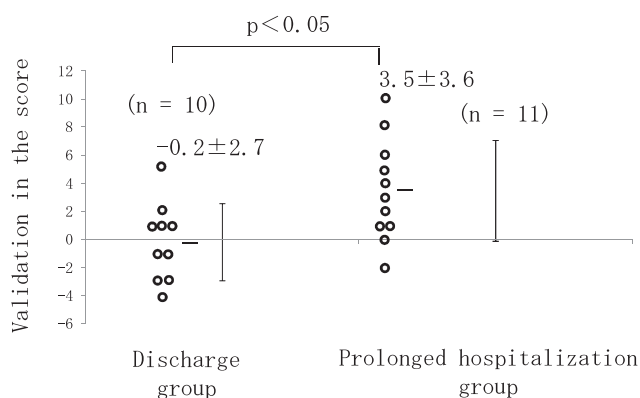 p＜0.05
Validation in the score
12
10
8
6
4
2
0
−2
−4
−6
(n = 10)
−0.2±2.7
3.5±3.6
(n = 11)
Discharge
group
Prolonged hospitalization
group